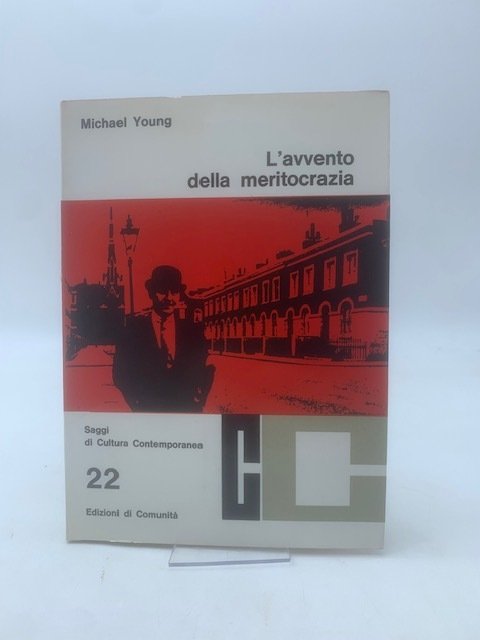 Michael Young
L'avvento
della meritocrazia
Saggi
di Cultura Contemporanea
22
Edizioni di Comunità